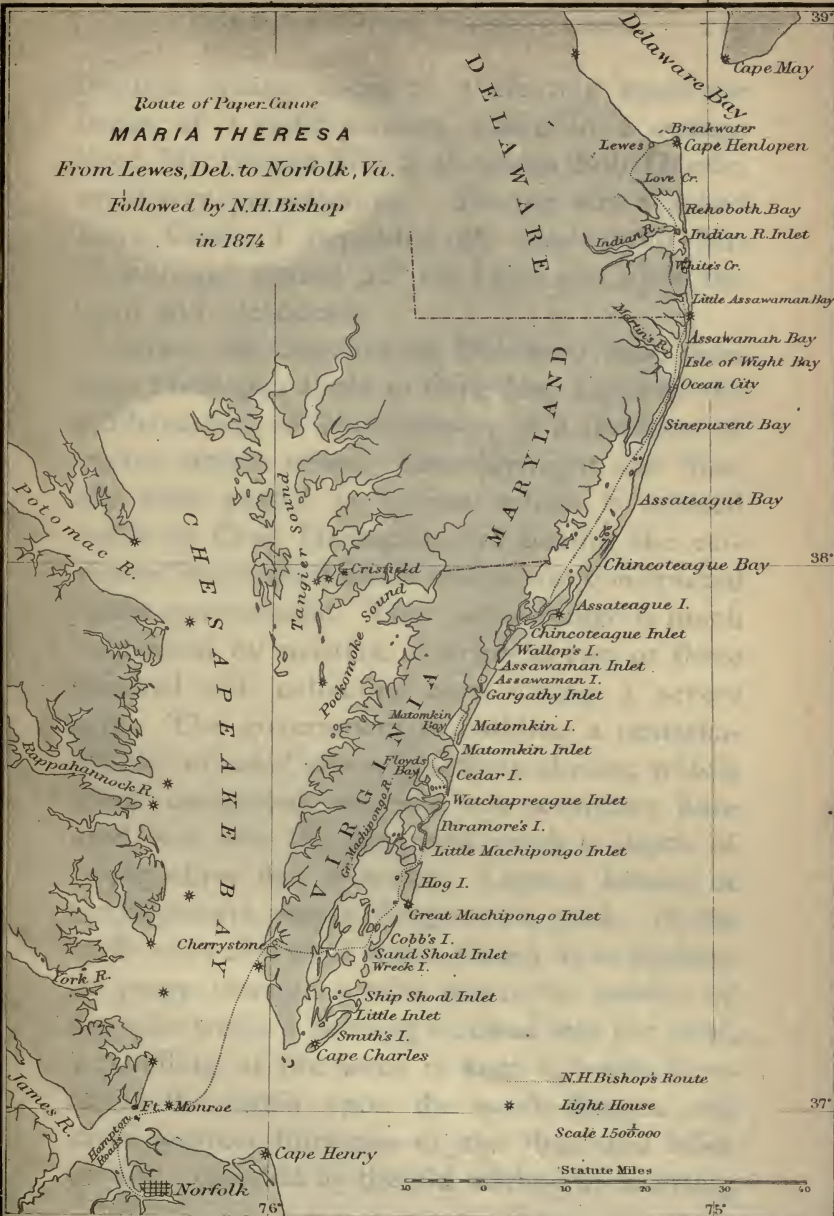 39°
Delaware Bay
Cape May
Route of Paper Canoe
MARIA THERESA
From Lewes, Del. to Norfolk, Va.
Followed by N.H.Bishop
in 1874
DELAWARE
Breakwater
Lewes
Cape Henlopen
Love Cr.
Rehoboth Bay
Indian R.
Indian R. Inlet
White's Cr.
Little Assawaman Bay
Martin's R.
Assawaman Bay
Isle of Wight Bay
Ocean City
MARYLAND
Sinepuxent Bay
Assateague Bay
Potomac R.
CHESAPEAKE BAY
Tangier Sound
Crisfield
Chincoteague Bay
38°
Pockomoke Sound
Assateague I.
Chincoteague Inlet
Wallop's I.
Assawaman Inlet
Assawaman I.
Gargathy Inlet
VIRGINIA
Matomkin Bay
Matomkin I.
Matomkin Inlet
Floyds Bay
Cedar I.
Rappahannock R.
Gr. Machipongo R.
Watchapreague Inlet
Paramore's I.
Little Machipongo Inlet
Hog I.
Great Machipongo Inlet
Cherrystone
Cobb's I.
Sand Shoal Inlet
Wreck I.
York R.
Ship Shoal Inlet
Little Inlet
Smith's I.
Cape Charles
James R.
Ft. Monroe
Hampton Roads
37°
Cape Henry
Norfolk
N.H.Bishop's Route
Light House
Scale 1500.000
Statute Miles
10 0 10 20 30 40
76°
75°